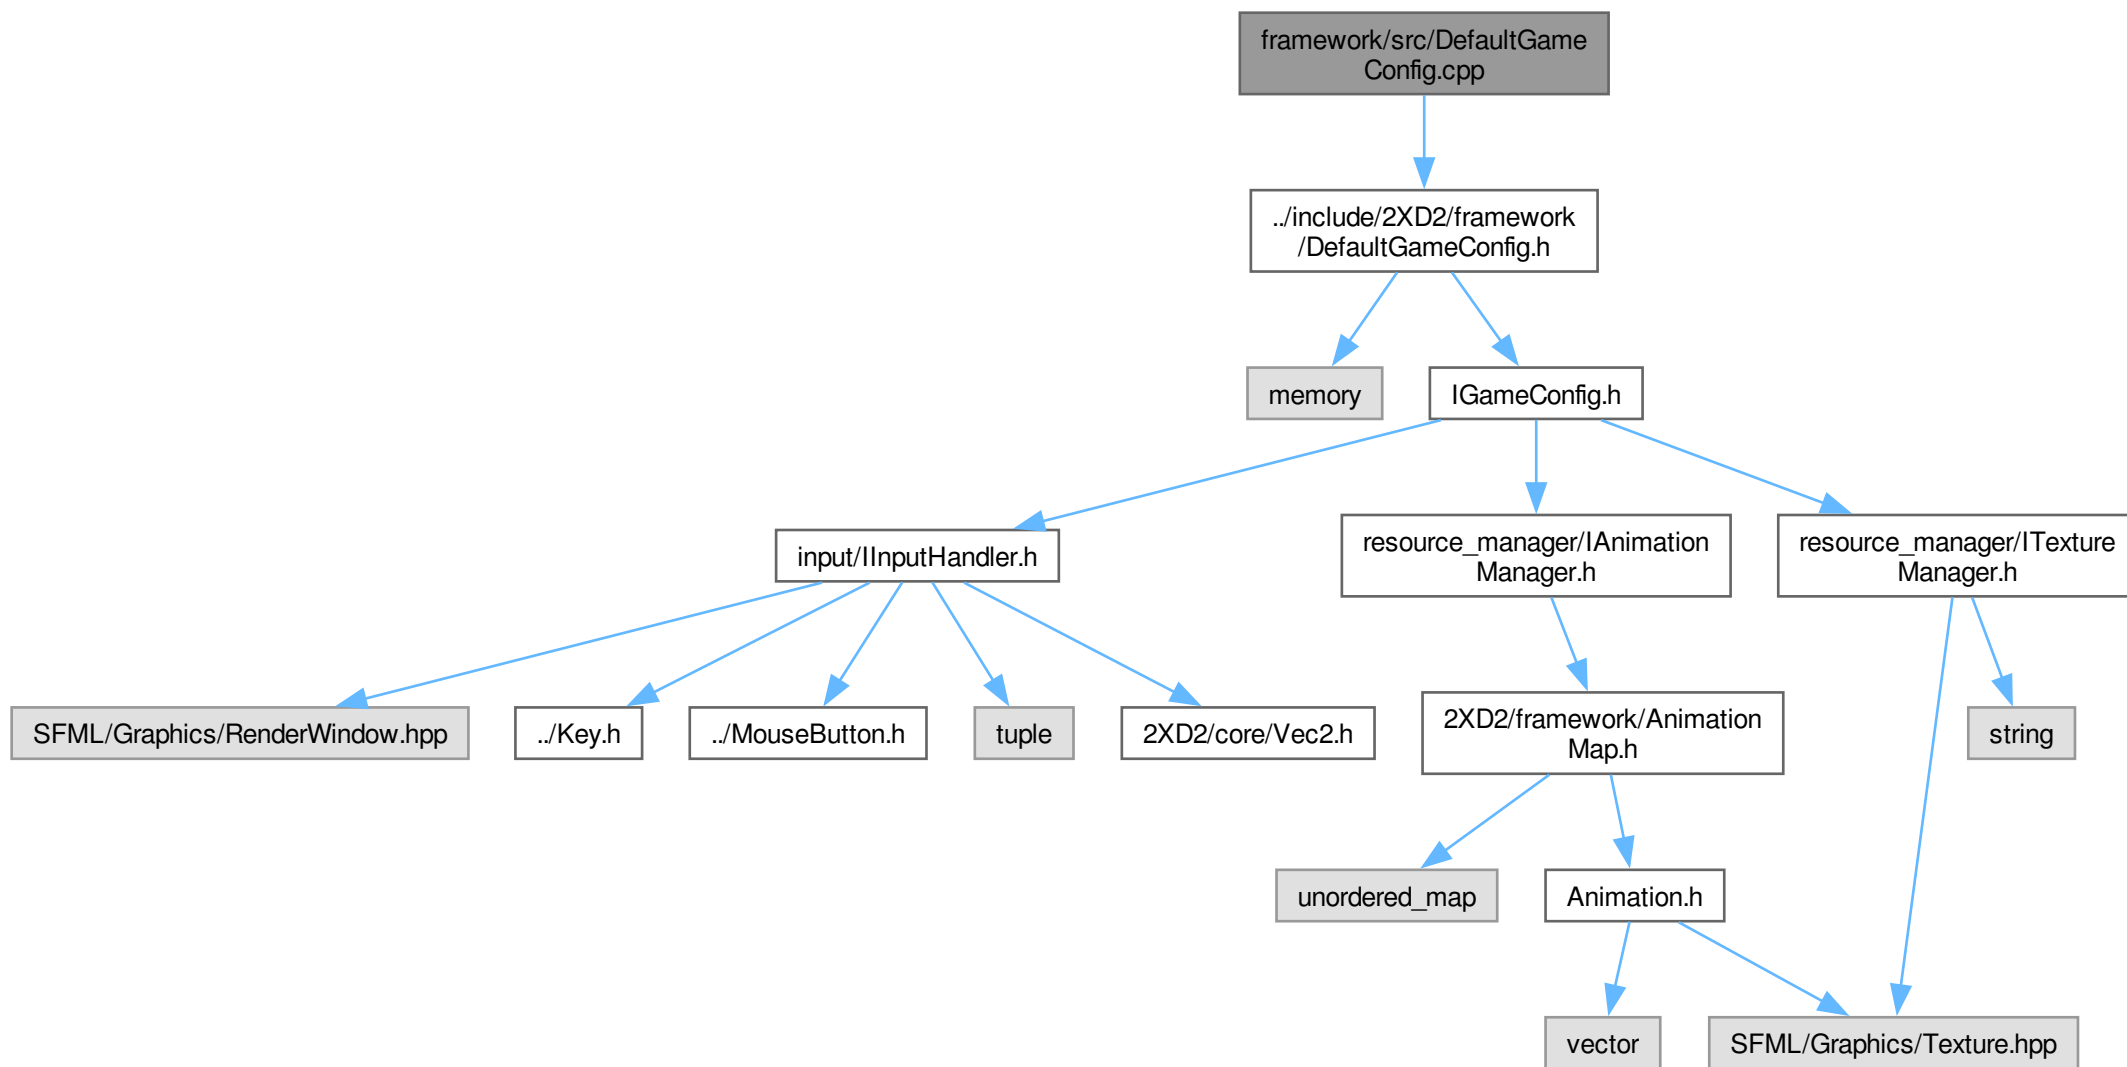 framework/src/DefaultGame
Config.cpp
../include/2XD2/framework
/DefaultGameConfig.h
memory
IGameConfig.h
input/IInputHandler.h
resource_manager/IAnimation
Manager.h
resource_manager/ITexture
Manager.h
SFML/Graphics/RenderWindow.hpp
../Key.h
../MouseButton.h
tuple
2XD2/core/Vec2.h
2XD2/framework/Animation
Map.h
string
unordered_map
Animation.h
vector
SFML/Graphics/Texture.hpp